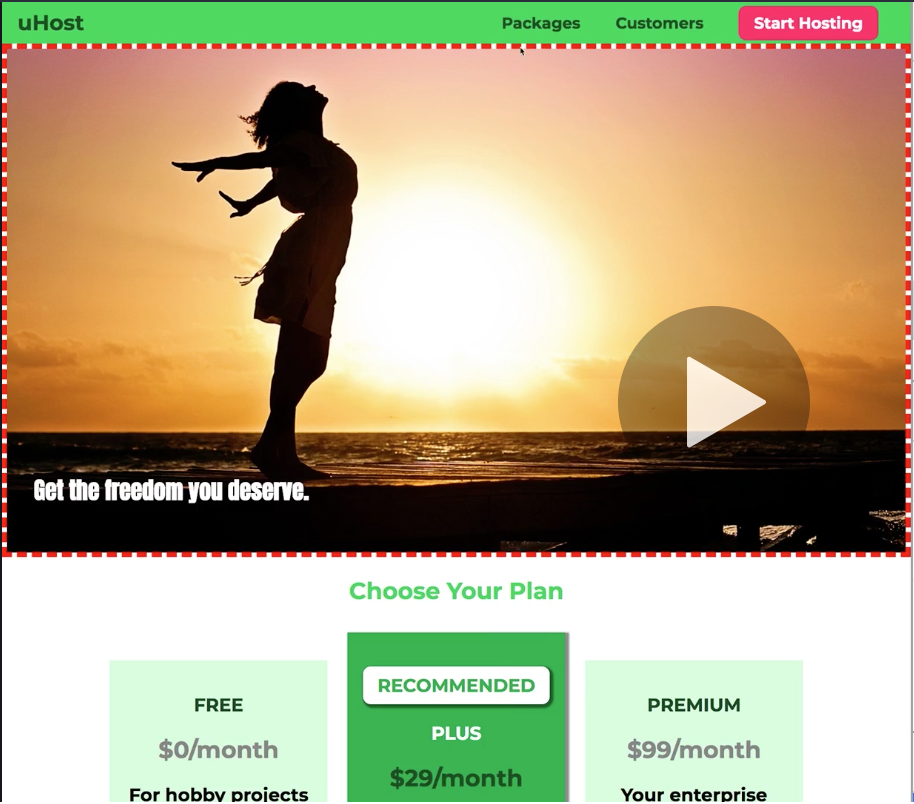 uHost
Packages
Customers
Start Hosting
Get the freedom you deserve.
Choose Your Plan
FREE
$0/month
For hobby projects
RECOMMENDED
PLUS
$29/month
PREMIUM
$99/month
Your enterprise